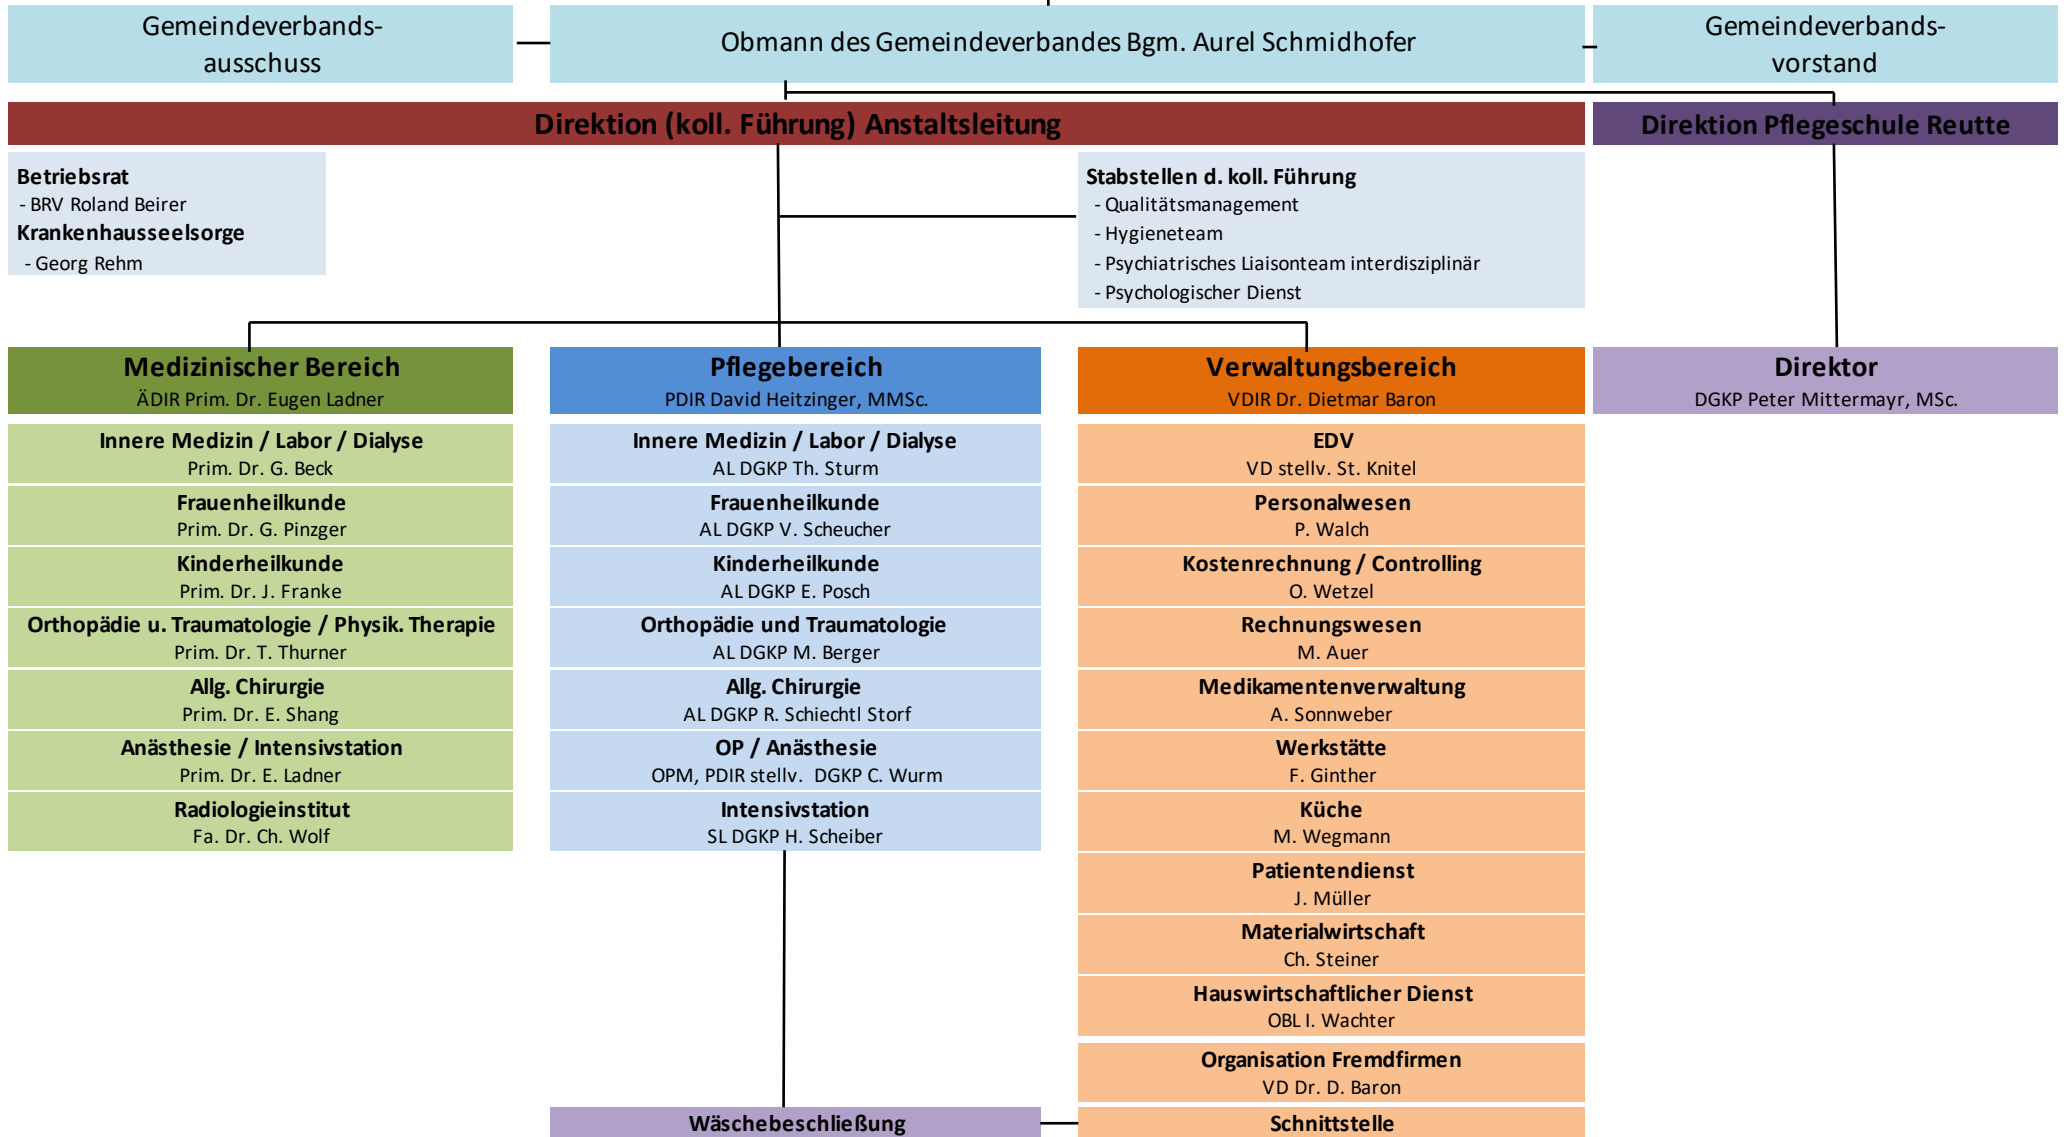 Gemeindeverbands-
ausschuss
Obmann des Gemeindeverbandes Bgm. Aurel Schmidhofer
Gemeindeverbands-
vorstand
Direktion (koll. Führung) Anstaltsleitung
Direktion Pflegeschule Reutte
Betriebsrat
- BRV Roland Beirer
Krankenhausseelsorge
- Georg Rehm
Stabstellen d. koll. Führung
- Qualitätsmanagement
- Hygieneteam
- Psychiatrisches Liaisonteam interdisziplinär
- Psychologischer Dienst
Medizinischer Bereich
ÄDIR Prim. Dr. Eugen Ladner
Innere Medizin / Labor / Dialyse
Prim. Dr. G. Beck
Frauenheilkunde
Prim. Dr. G. Pinzger
Kinderheilkunde
Prim. Dr. J. Franke
Orthopädie u. Traumatologie / Physik. Therapie
Prim. Dr. T. Thurner
Allg. Chirurgie
Prim. Dr. E. Shang
Anästhesie / Intensivstation
Prim. Dr. E. Ladner
Radiologieinstitut
Fa. Dr. Ch. Wolf
Pflegebereich
PDIR David Heitzinger, MMSc.
Innere Medizin / Labor / Dialyse
AL DGKP Th. Sturm
Frauenheilkunde
AL DGKP V. Scheucher
Kinderheilkunde
AL DGKP E. Posch
Orthopädie und Traumatologie
AL DGKP M. Berger
Allg. Chirurgie
AL DGKP R. Schiechtl Storf
OP / Anästhesie
OPM, PDIR stellv. DGKP C. Wurm
Intensivstation
SL DGKP H. Scheiber
Wäschebeschließung
Verwaltungsbereich
VDIR Dr. Dietmar Baron
EDV
VD stellv. St. Knitel
Personalwesen
P. Walch
Kostenrechnung / Controlling
O. Wetzel
Rechnungswesen
M. Auer
Medikamentenverwaltung
A. Sonnweber
Werkstätte
F. Ginther
Küche
M. Wegmann
Patientendienst
J. Müller
Materialwirtschaft
Ch. Steiner
Hauswirtschaftlicher Dienst
OBL I. Wachter
Organisation Fremdfirmen
VD Dr. D. Baron
Schnittstelle
Direktor
DGKP Peter Mittermayr, MSc.